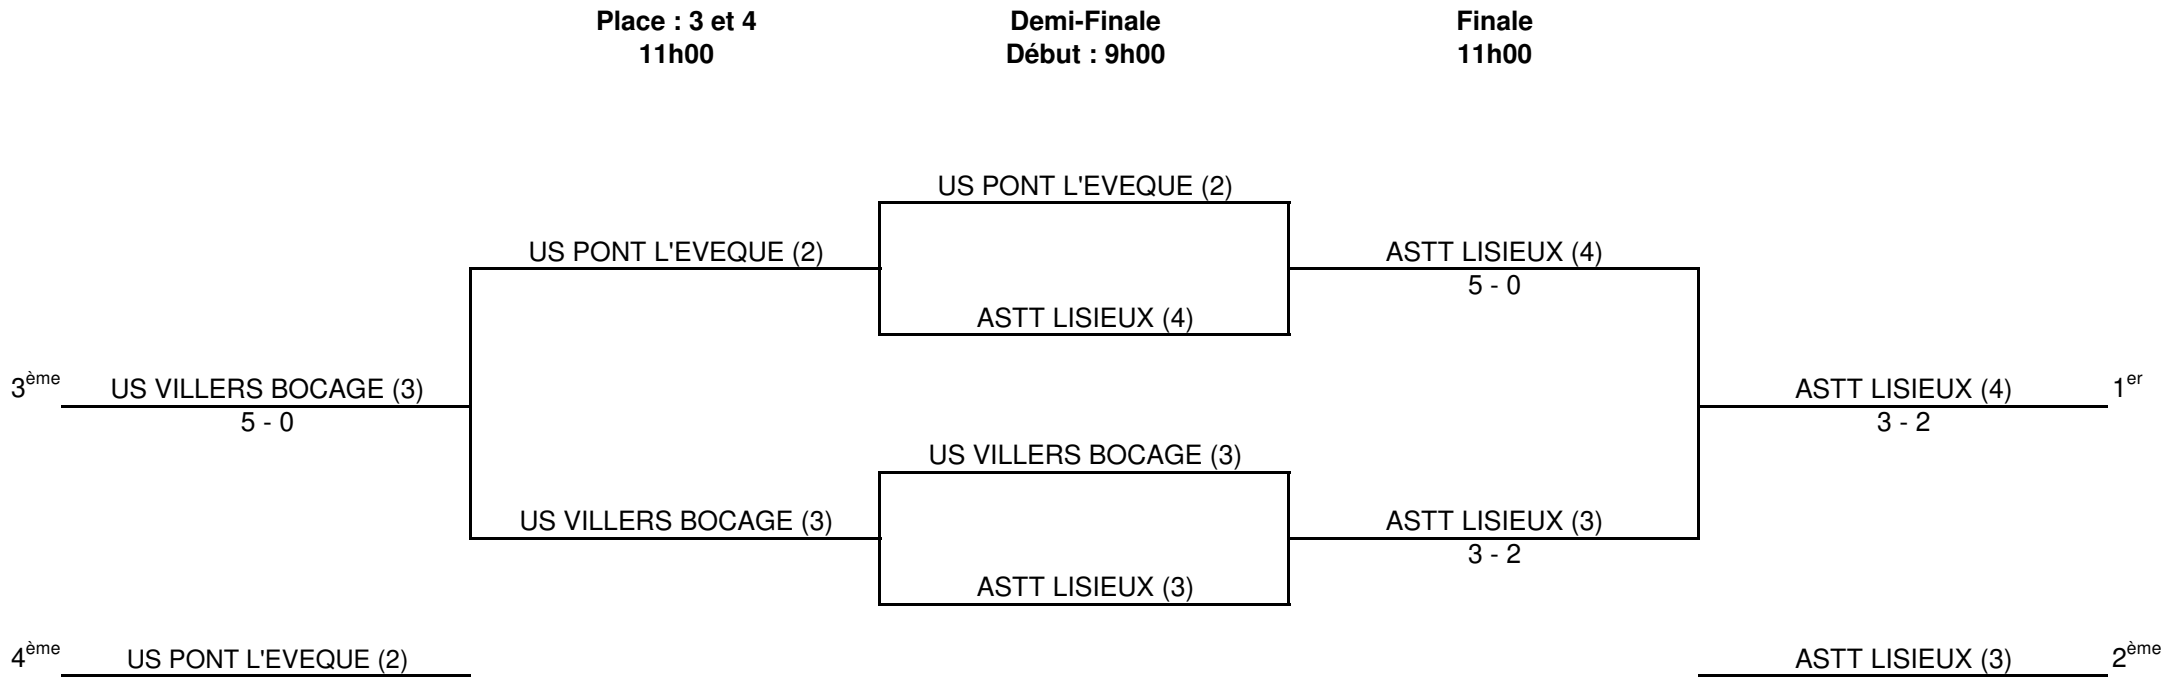 Place : 3 et 4
11h00
Demi-Finale
Début : 9h00
Finale
11h00
US PONT L'EVEQUE (2)
US PONT L'EVEQUE (2)
ASTT LISIEUX (4)
5 - 0
ASTT LISIEUX (4)
3ème
US VILLERS BOCAGE (3)
5 - 0
ASTT LISIEUX (4)
3 - 2
1er
US VILLERS BOCAGE (3)
US VILLERS BOCAGE (3)
ASTT LISIEUX (3)
3 - 2
ASTT LISIEUX (3)
4ème
US PONT L'EVEQUE (2)
ASTT LISIEUX (3)
2ème